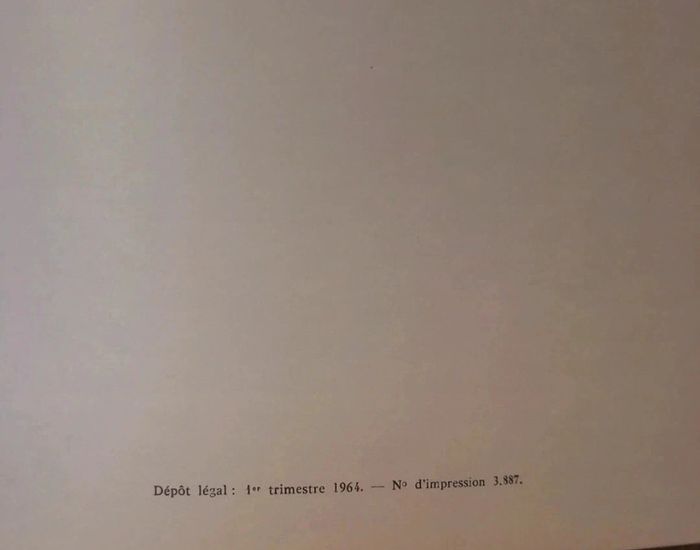 Dépôt légal : 1er trimestre 1964. — No d'impression 3.887.